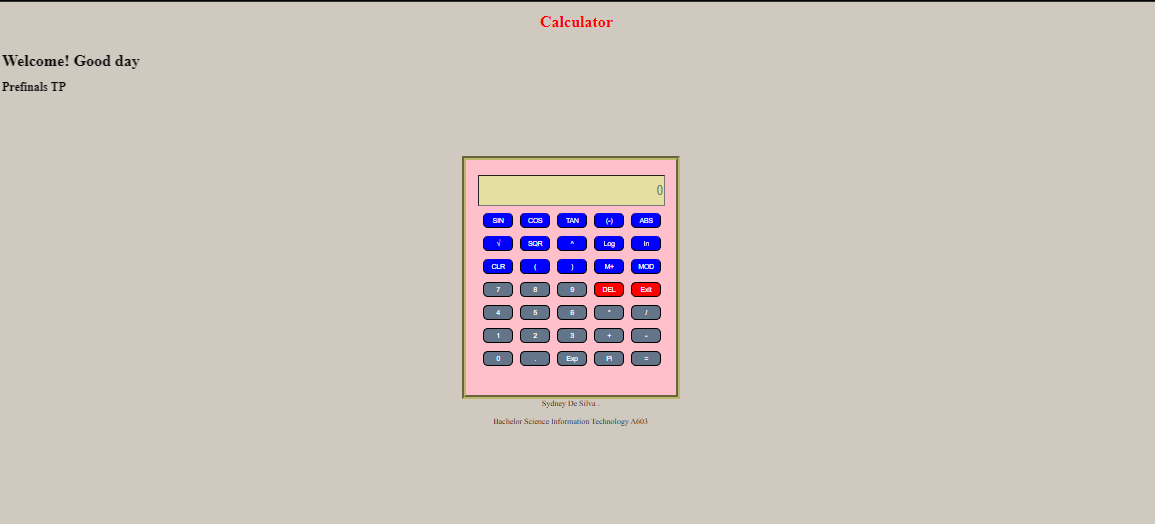 Calculator
Welcome! Good day
Prefinals TP
0
SIN COS TAN (-) ABS
√ SQR ^ Log ln
CLR ( ) M+ MOD
7 8 9 DEL Exit
4 5 6 * /
1 2 3 + -
0 . Exp PI =
Sydney De Silva .
Bachelor Science Information Technology A603